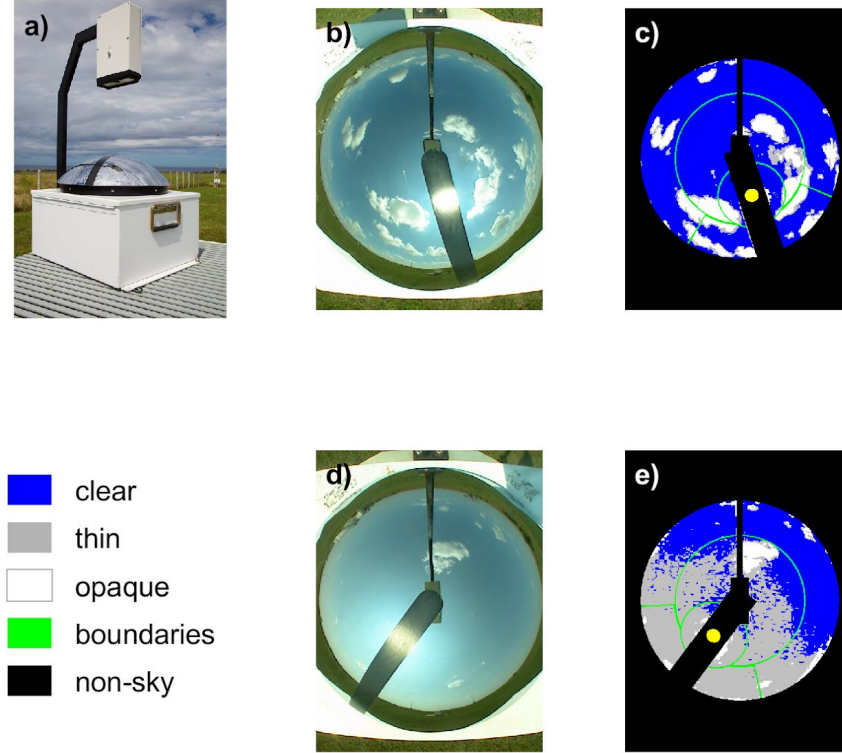 a)
b)
c)
clear
thin
opaque
boundaries
non-sky
d)
e)